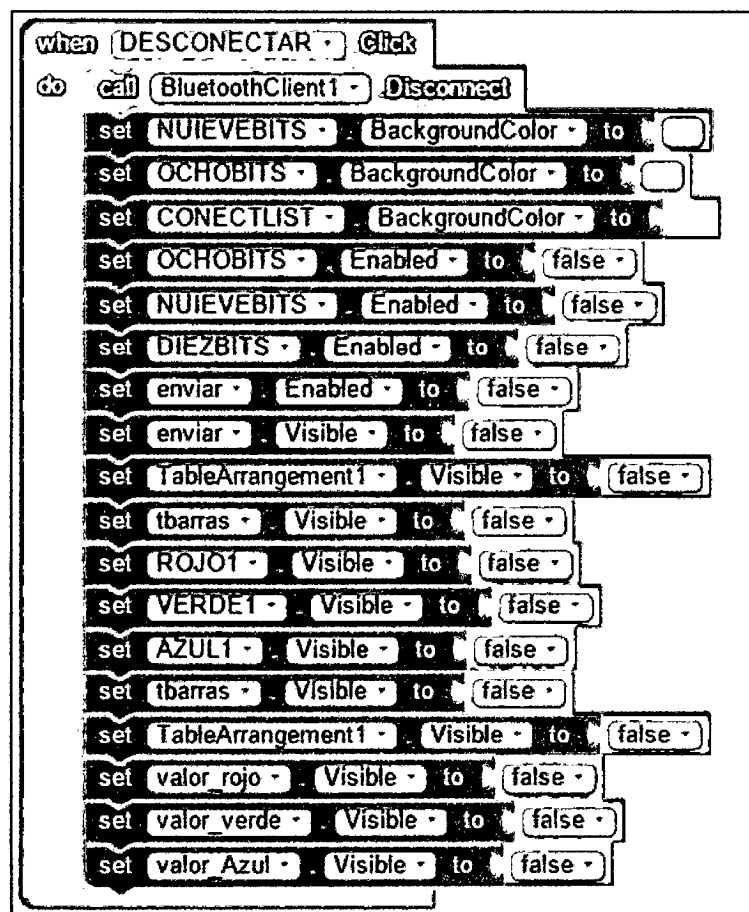 when DESCONECTAR .Click
do call BluetoothClient1 .Disconnect
set NUIEVEBITS . BackgroundColor to
set OCHOBITS . BackgroundColor to
set CONECTLIST . BackgroundColor to
set OCHOBITS . Enabled to false
set NUIEVEBITS . Enabled to false
set DIEZBITS . Enabled to false
set enviar . Enabled to false
set enviar . Visible to false
set TableArrangement1 . Visible to false
set tbarras . Visible to false
set ROJO1 . Visible to false
set VERDE1 . Visible to false
set AZUL1 . Visible to false
set tbarras . Visible to false
set TableArrangement1 . Visible to false
set valor_rojo . Visible to false
set valor_verde . Visible to false
set valor_Azul . Visible to false